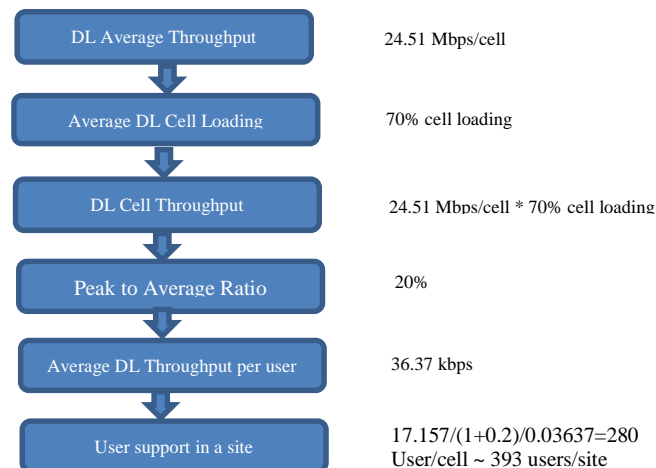 DL Average Throughput
24.51 Mbps/cell
Average DL Cell Loading
70% cell loading
DL Cell Throughput
24.51 Mbps/cell * 70% cell loading
Peak to Average Ratio
20%
Average DL Throughput per user
36.37 kbps
User support in a site
17.157/(1+0.2)/0.03637=280
User/cell ~ 393 users/site